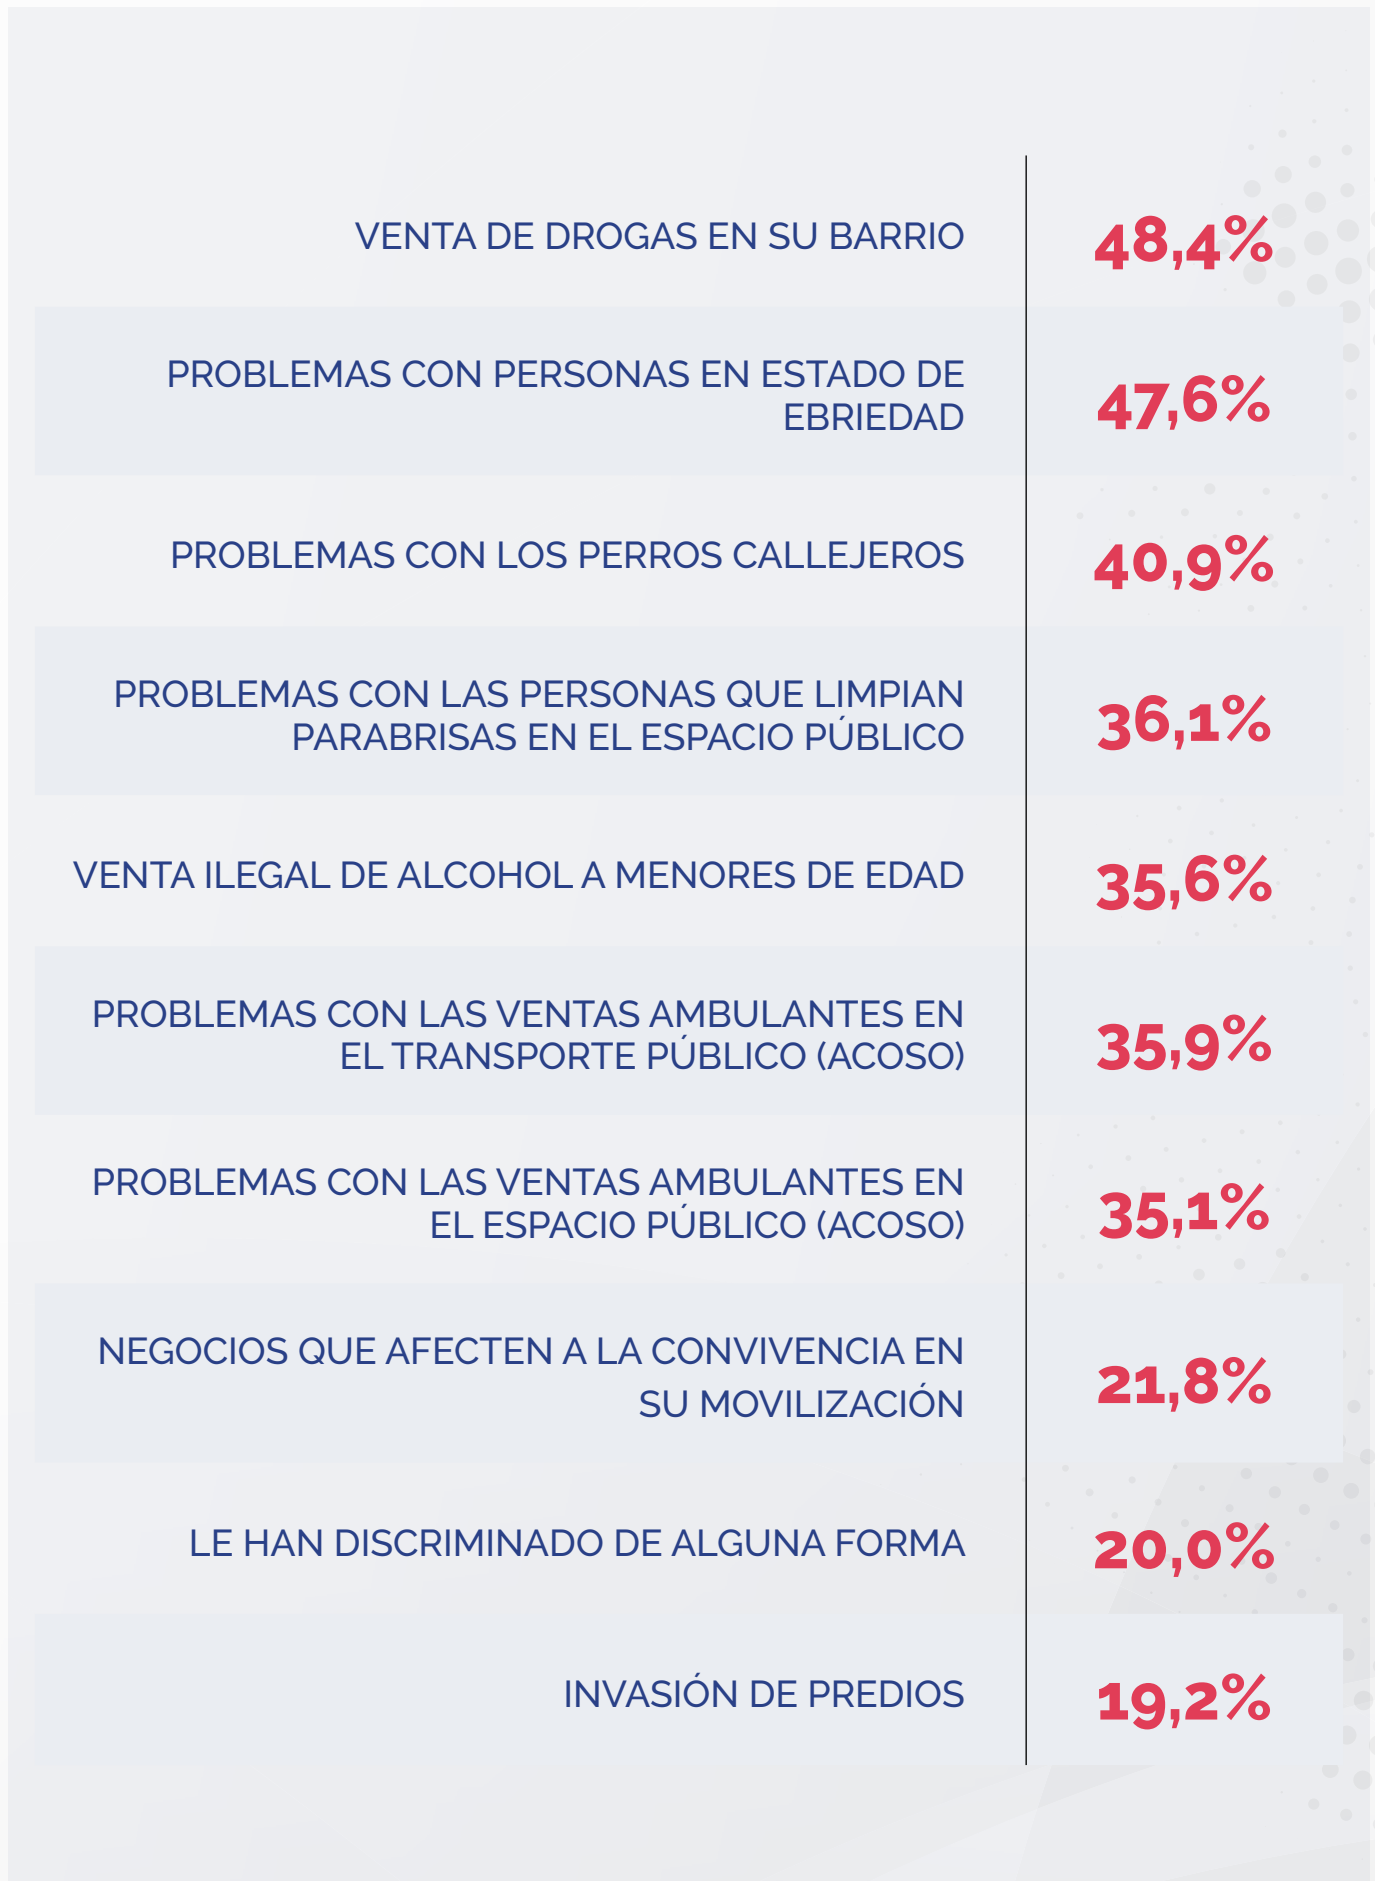 VENTA DE DROGAS EN SU BARRIO
48,4%
PROBLEMAS CON PERSONAS EN ESTADO DE
EBRIEDAD
47,6%
PROBLEMAS CON LOS PERROS CALLEJEROS
40,9%
PROBLEMAS CON LAS PERSONAS QUE LIMPIAN
PARABRISAS EN EL ESPACIO PÚBLICO
36,1%
VENTA ILEGAL DE ALCOHOL A MENORES DE EDAD
35,6%
PROBLEMAS CON LAS VENTAS AMBULANTES EN
EL TRANSPORTE PÚBLICO (ACOSO)
35,9%
PROBLEMAS CON LAS VENTAS AMBULANTES EN
EL ESPACIO PÚBLICO (ACOSO)
35,1%
NEGOCIOS QUE AFECTEN A LA CONVIVENCIA EN
SU MOVILIZACIÓN
21,8%
LE HAN DISCRIMINADO DE ALGUNA FORMA
20,0%
INVASIÓN DE PREDIOS
19,2%